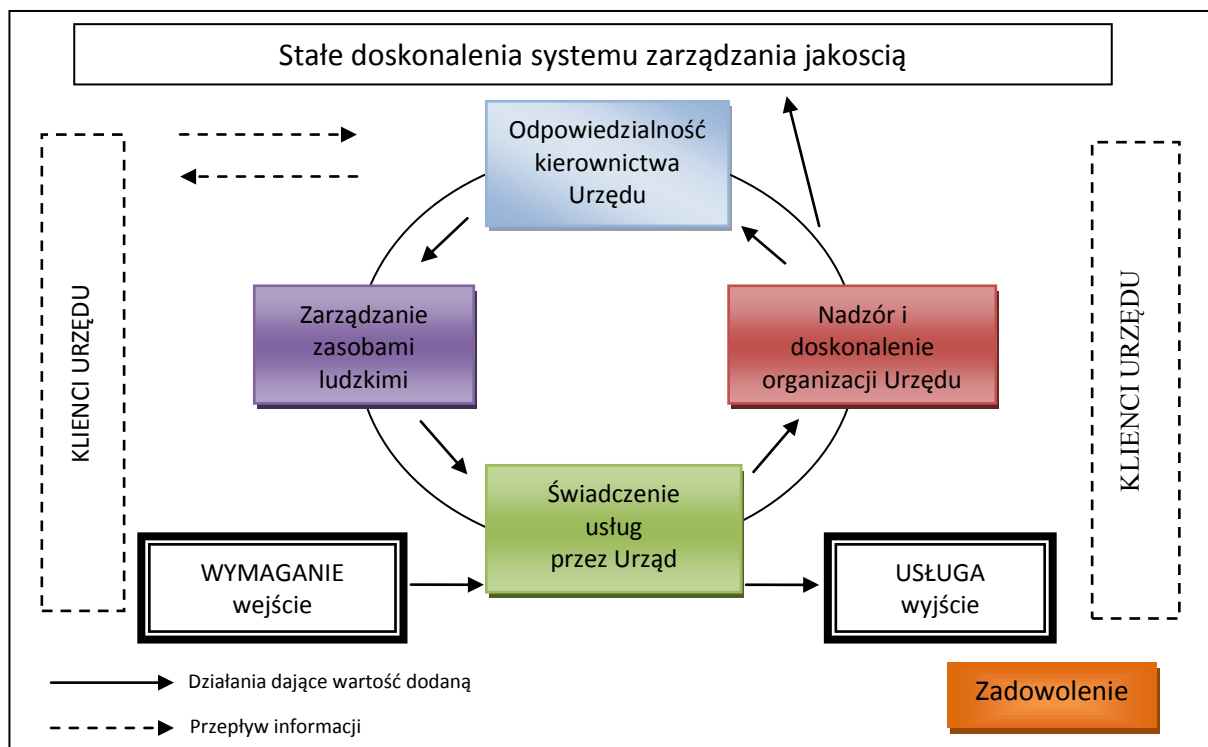 Stałe doskonalenia systemu zarządzania jakoscią
Odpowiedzialność
kierownictwa
Urzędu
KLIENCI URZĘDU
Zarządzanie
zasobami
ludzkimi
Nadzór i
doskonalenie
organizacji Urzędu
KLIENCI URZĘDU
Świadczenie
usług
przez Urząd
WYMAGANIE
wejście
USŁUGA
wyjście
Działania dające wartość dodaną
Przepływ informacji
Zadowolenie